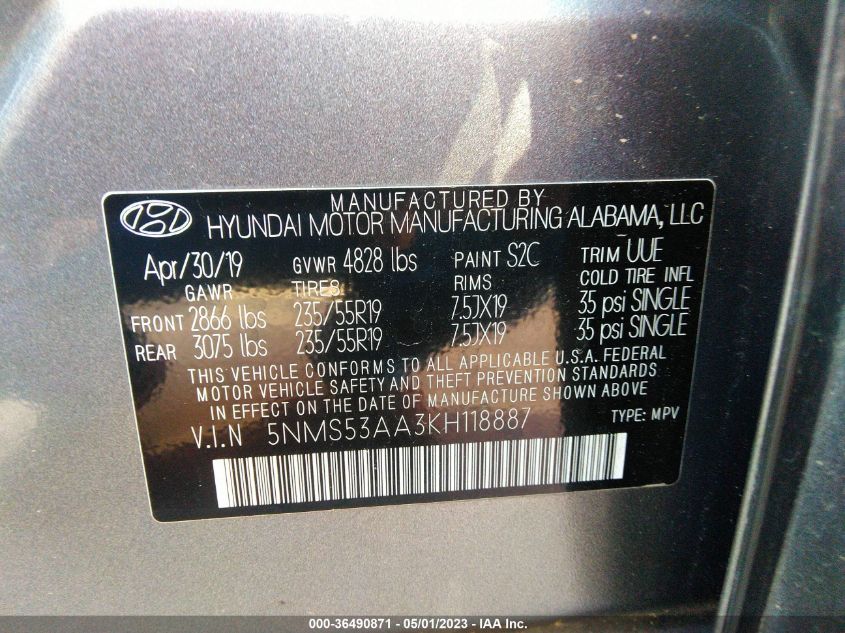 MANUFACTURED BY
HYUNDAI MOTOR MANUFACTURING ALABAMA, LLC
Apr/30/19 GVWR 4828 lbs PAINT S2C TRIM UUE
GAWR TIRES RIMS COLD TIRE INFL
FRONT 2866 lbs 235/55R19 7.5JX19 35 psi SINGLE
REAR 3075 lbs 235/55R19 7.5JX19 35 psi SINGLE
THIS VEHICLE CONFORMS TO ALL APPLICABLE U.S.A. FEDERAL
MOTOR VEHICLE SAFETY AND THEFT PREVENTION STANDARDS
IN EFFECT ON THE DATE OF MANUFACTURE SHOWN ABOVE
V.I.N 5NMS53AA3KH118887 TYPE: MPV
000-36490871 - 05/01/2023 - IAA Inc.